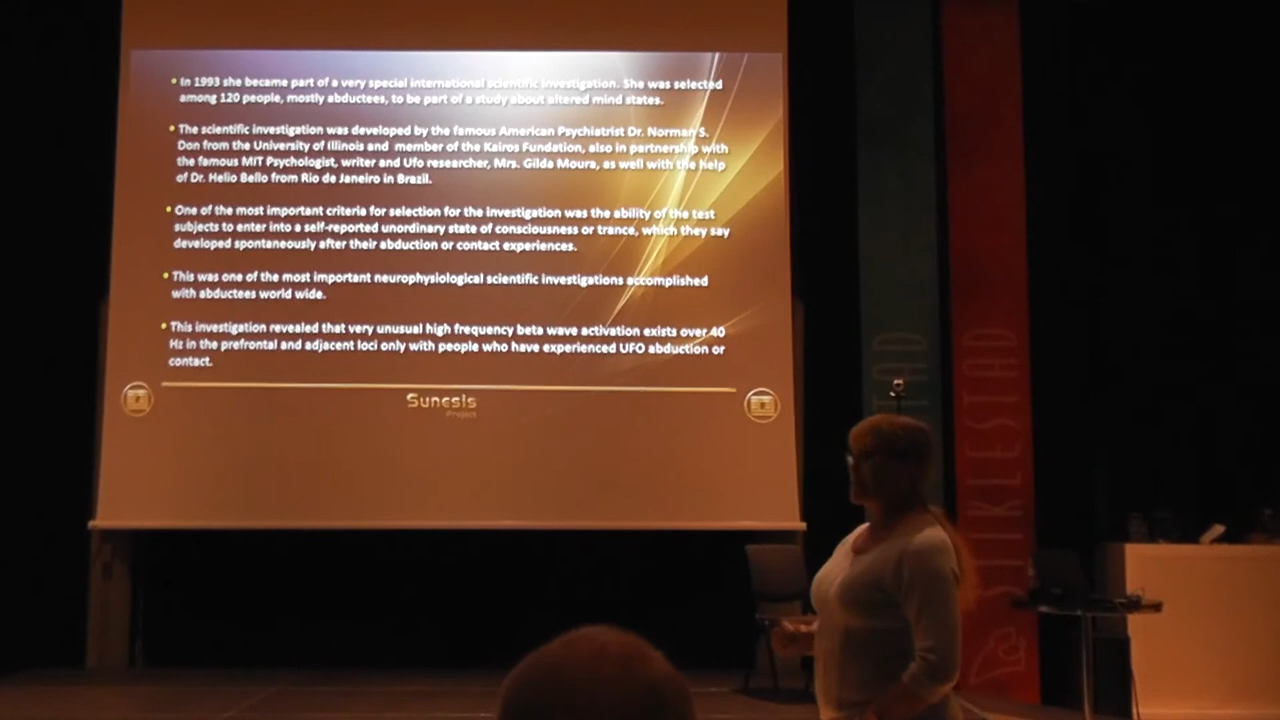 • In 1993 she became part of a very special international scientific investigation. She was selected
among 120 people, mostly abductees, to be part of a study about altered mind states.
• The scientific investigation was developed by the famous American Psychiatrist Dr. Norman S.
Don from the University of Illinois and member of the Kairos Fundation, also in partnership with
the famous MIT Psychologist, writer and Ufo researcher, Mrs. Gilda Moura, as well with the help
of Dr. Helio Bello from Rio de Janeiro in Brazil.
• One of the most important criteria for selection for the investigation was the ability of the test
subjects to enter into a self-reported unordinary state of consciousness or trance, which they say
developed spontaneously after their abduction or contact experiences.
• This was one of the most important neurophysiological scientific investigations accomplished
with abductees world wide.
• This investigation revealed that very unusual high frequency beta wave activation exists over 40
Hz in the prefrontal and adjacent loci only with people who have experienced UFO abduction or
contact.
Sunesis
Project
TAD
STIKLESTAD